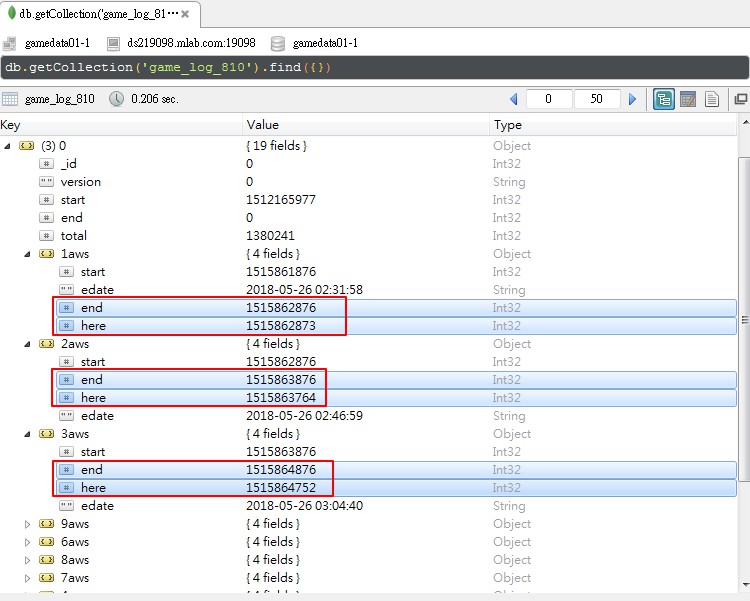 db.getCollection('game_log_81···
gamedata01-1 ds219098.mlab.com:19098 gamedata01-1
db.getCollection('game_log_810').find({})
game_log_810 0.206 sec. 0 50
Key Value Type
(3) 0 { 19 fields } Object
_id 0 Int32
version 0 String
start 1512165977 Int32
end 0 Int32
total 1380241 Int32
1aws { 4 fields } Object
start 1515861876 Int32
edate 2018-05-26 02:31:58 String
end 1515862876 Int32
here 1515862873 Int32
2aws { 4 fields } Object
start 1515862876 Int32
end 1515863876 Int32
here 1515863764 Int32
edate 2018-05-26 02:46:59 String
3aws { 4 fields } Object
start 1515863876 Int32
end 1515864876 Int32
here 1515864752 Int32
edate 2018-05-26 03:04:40 String
9aws { 4 fields } Object
6aws { 4 fields } Object
8aws { 4 fields } Object
7aws { 4 fields } Object